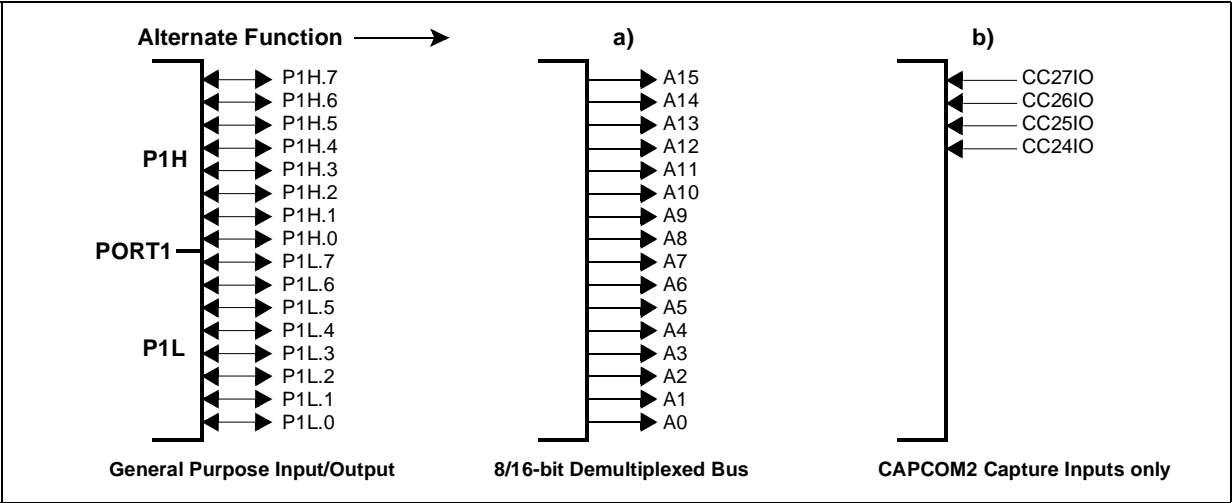 Alternate Function
a)
b)
P1H.7
P1H.6
P1H.5
P1H.4
P1H.3
P1H.2
P1H.1
P1H.0
P1L.7
P1L.6
P1L.5
P1L.4
P1L.3
P1L.2
P1L.1
P1L.0
P1H
PORT1
P1L
A15
A14
A13
A12
A11
A10
A9
A8
A7
A6
A5
A4
A3
A2
A1
A0
CC27IO
CC26IO
CC25IO
CC24IO
General Purpose Input/Output
8/16-bit Demultiplexed Bus
CAPCOM2 Capture Inputs only